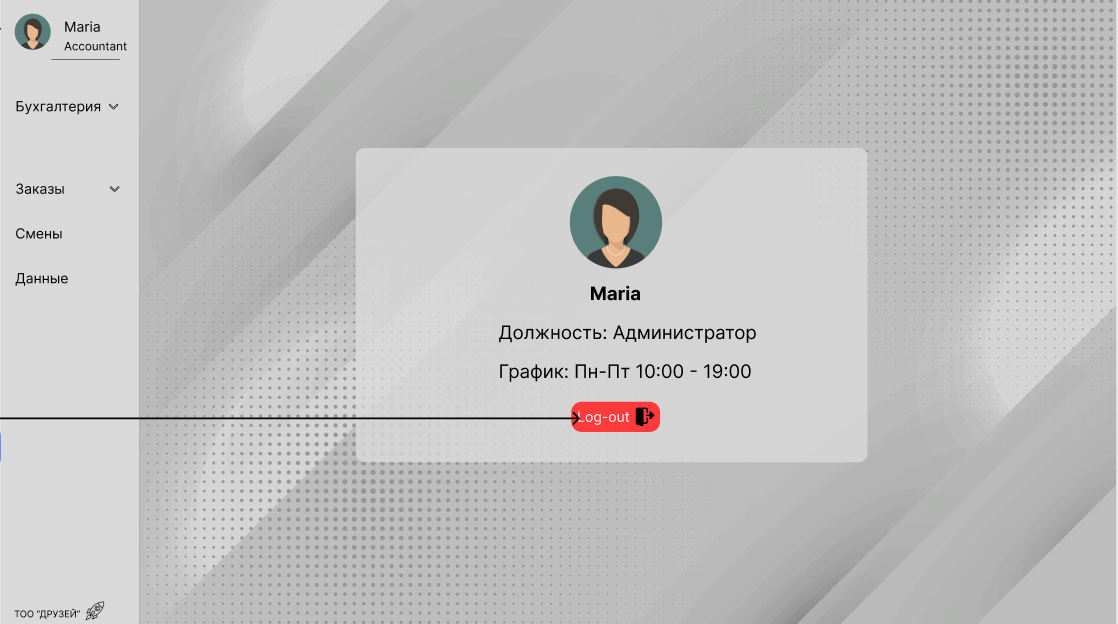 Maria
Accountant
Бухгалтерия
Заказы
Смены
Данные
ТОО "ДРУЗЕЙ"
Maria
Должность: Администратор
График: Пн-Пт 10:00 - 19:00
Log-out